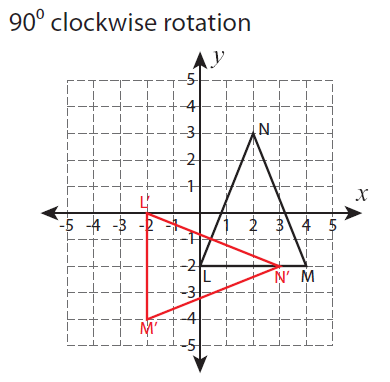 90⁰ clockwise rotation
y
5
4
3
N
2
1
x
L'
-5 -4 -3 -2 -1 1 2 3 4 5
-1
-2
L N' M
-3
-4
M'
-5